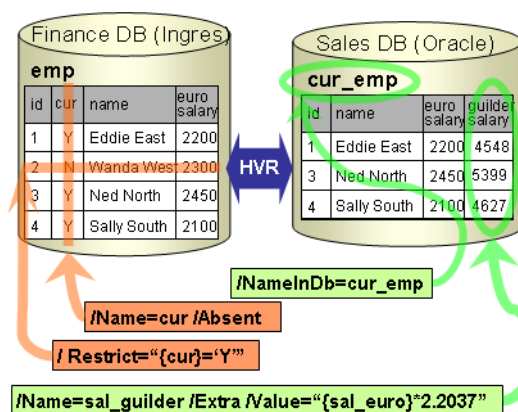 Finance DB (Ingres)
emp
id cur name euro salary
1 Y Eddie East 2200
2 N Wanda West 2300
3 Y Ned North 2450
4 Y Sally South 2100
HVR
Sales DB (Oracle)
cur_emp
id name euro salary guilder salary
1 Eddie East 2200 4548
3 Ned North 2450 5399
4 Sally South 2100 4627
/NameInDb=cur_emp
/Name=cur /Absent
/ Restrict=“{cur}=‘Y’”
/Name=sal_guilder /Extra /Value=“{sal_euro}*2.2037”